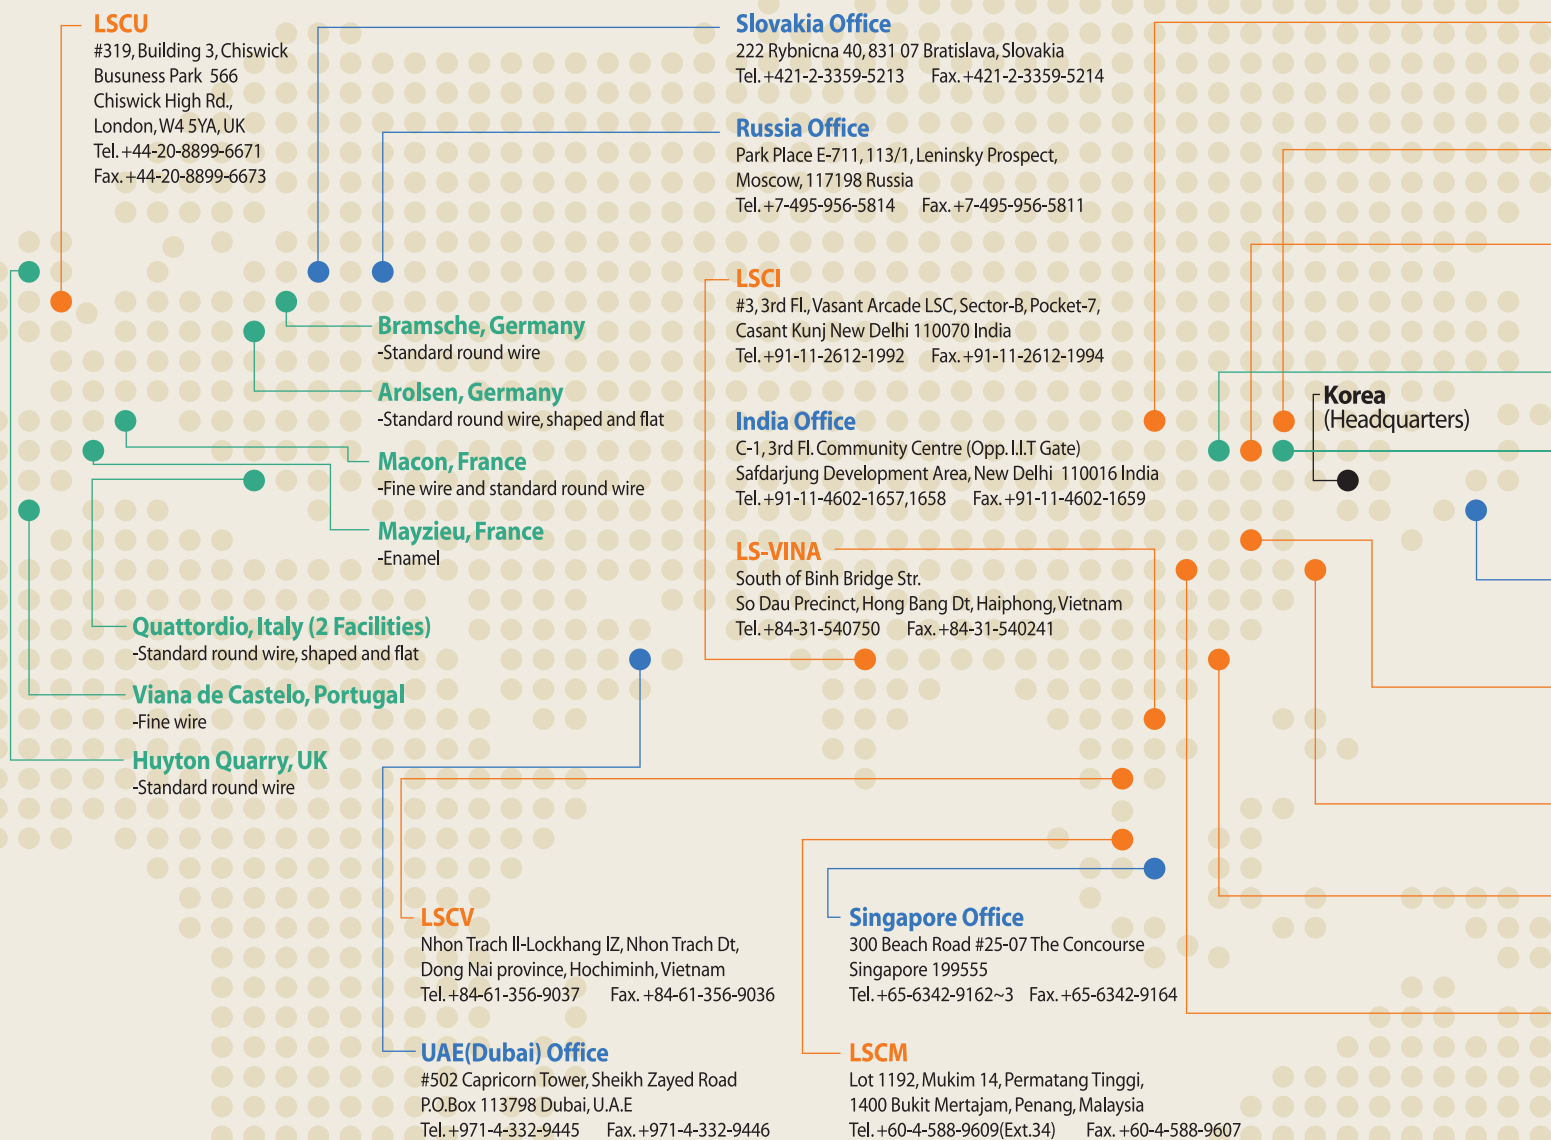 LSCU
#319, Building 3, Chiswick
Busuness Park 566
Chiswick High Rd.,
London, W4 5YA, UK
Tel. +44-20-8899-6671
Fax. +44-20-8899-6673
Slovakia Office
222 Rybnicna 40, 831 07 Bratislava, Slovakia
Tel. +421-2-3359-5213 Fax. +421-2-3359-5214
Russia Office
Park Place E-711, 113/1, Leninsky Prospect,
Moscow, 117198 Russia
Tel. +7-495-956-5814 Fax. +7-495-956-5811
LSCI
#3, 3rd Fl., Vasant Arcade LSC, Sector-B, Pocket-7,
Casant Kunj New Delhi 110070 India
Tel. +91-11-2612-1992 Fax. +91-11-2612-1994
Bramsche, Germany
-Standard round wire
Arolsen, Germany
-Standard round wire, shaped and flat
Macon, France
-Fine wire and standard round wire
Mayzieu, France
-Enamel
India Office
C-1, 3rd Fl. Community Centre (Opp. I.I.T Gate)
Safdarjung Development Area, New Delhi 110016 India
Tel. +91-11-4602-1657,1658 Fax. +91-11-4602-1659
Korea
(Headquarters)
LS-VINA
South of Binh Bridge Str.
So Dau Precinct, Hong Bang Dt, Haiphong, Vietnam
Tel. +84-31-540750 Fax. +84-31-540241
Quattordio, Italy (2 Facilities)
-Standard round wire, shaped and flat
Viana de Castelo, Portugal
-Fine wire
Huyton Quarry, UK
-Standard round wire
LSCV
Nhon Trach II-Lockhang IZ, Nhon Trach Dt,
Dong Nai province, Hochiminh, Vietnam
Tel. +84-61-356-9037 Fax. +84-61-356-9036
Singapore Office
300 Beach Road #25-07 The Concourse
Singapore 199555
Tel. +65-6342-9162~3 Fax. +65-6342-9164
UAE(Dubai) Office
#502 Capricorn Tower, Sheikh Zayed Road
P.O.Box 113798 Dubai, U.A.E
Tel. +971-4-332-9445 Fax. +971-4-332-9446
LSCM
Lot 1192, Mukim 14, Permatang Tinggi,
1400 Bukit Mertajam, Penang, Malaysia
Tel. +60-4-588-9609(Ext.34) Fax. +60-4-588-9607